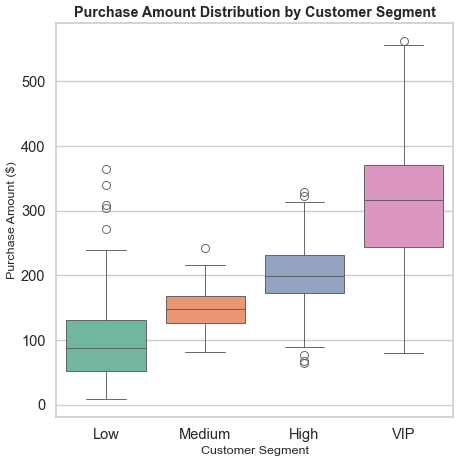 Purchase Amount Distribution by Customer Segment
Purchase Amount ($)
500
400
300
200
100
0
Low Medium High VIP
Customer Segment